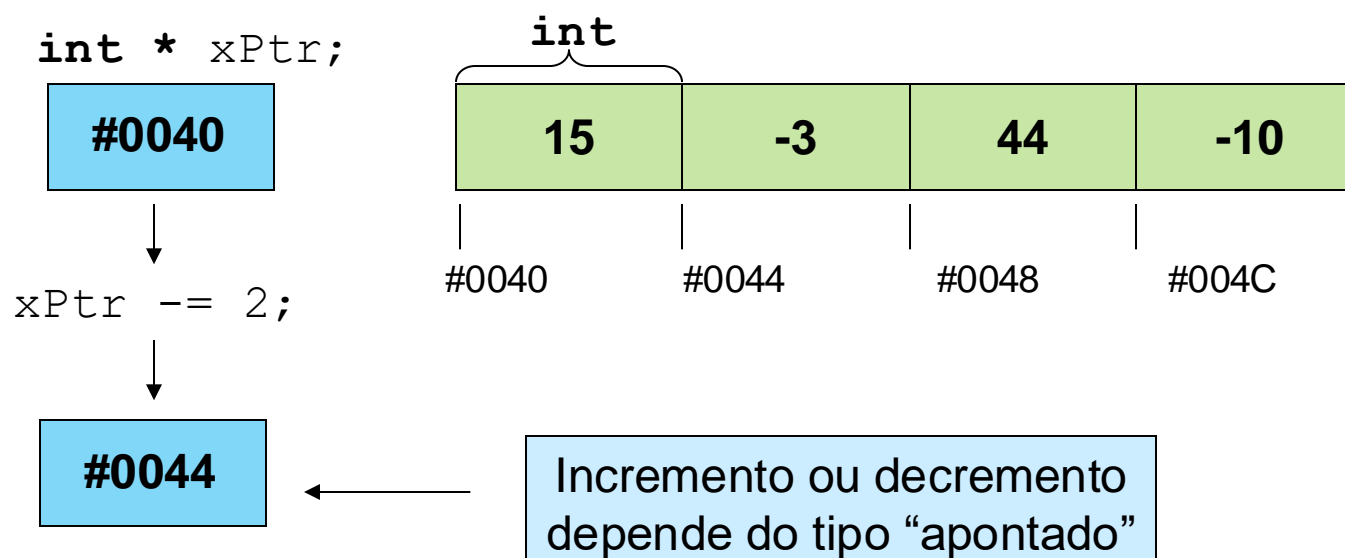 int * xPtr;
int
#0040
15 -3 44 -10
#0040 #0044 #0048 #004C
xPtr -= 2;
#0044
Incremento ou decremento
depende do tipo “apontado”